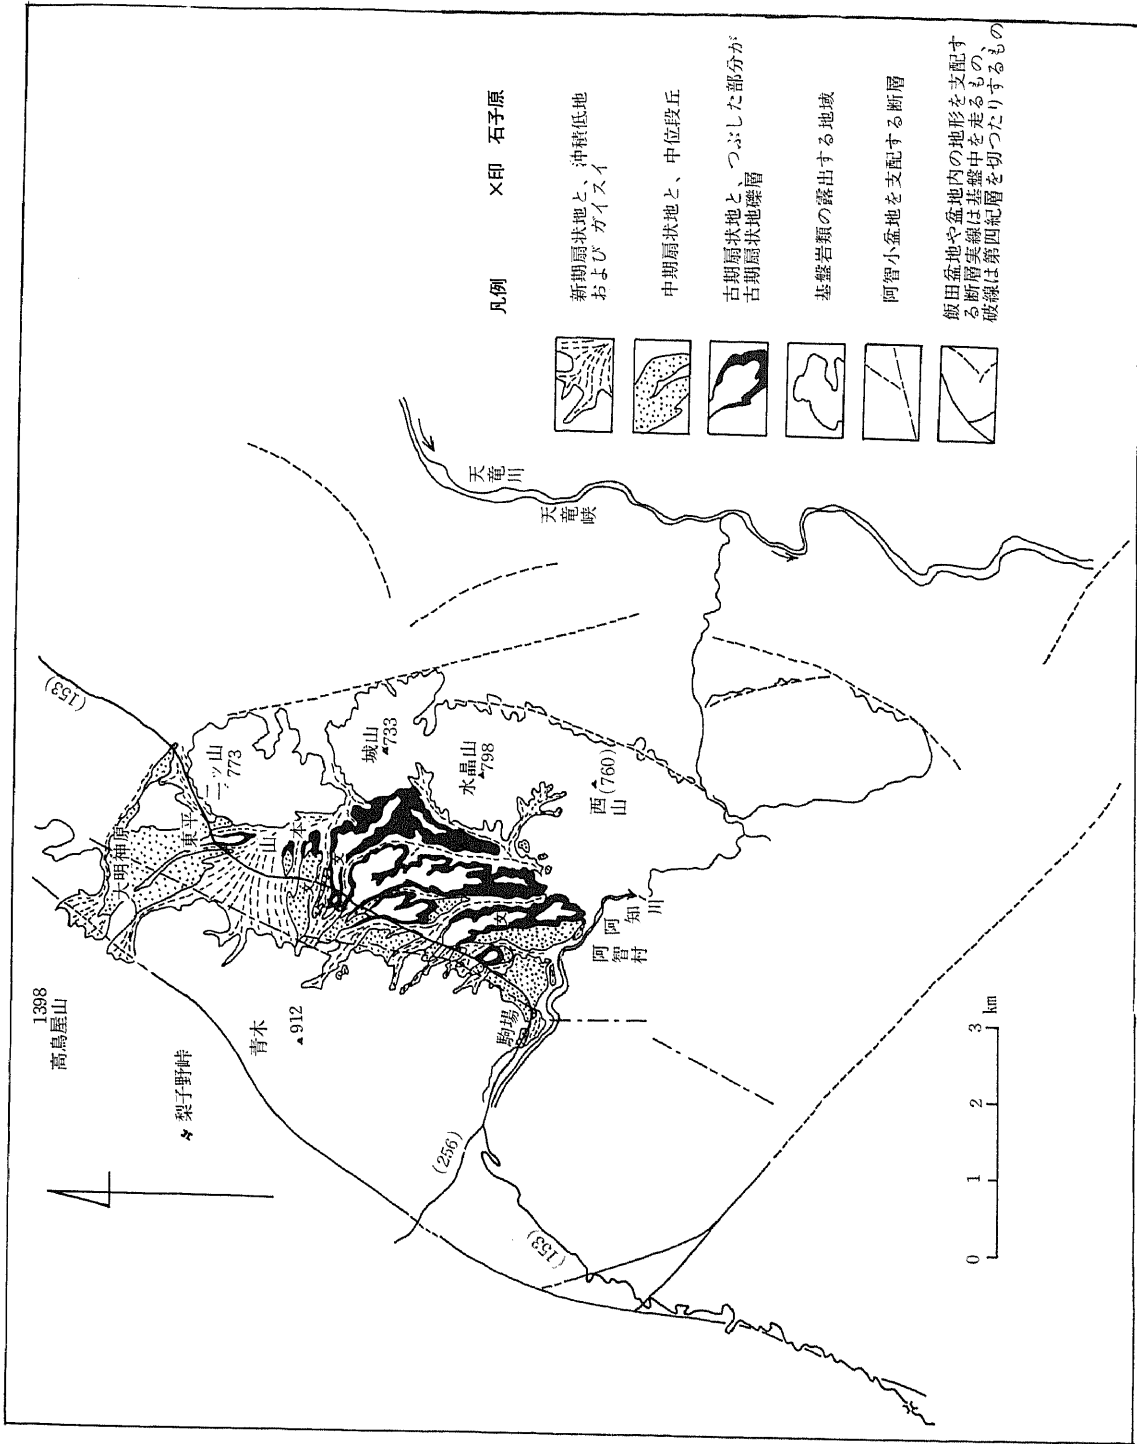 凡例 ×印 石子原
新期扇状地と、沖積低地
および ガイスイ
中期扇状地と、中位段丘
古期扇状地と、つぶした部分が
古期扇状地礫層
基盤岩類の露出する地域
阿智小盆地を支配する断層
飯田盆地や盆地内の地形を支配す
る断層実線は基盤中を走るもの、
破線は第四紀層を切つたりするもの
1398
高鳥屋山
梨子野峠
青木
912
大明神原
東平
二ッ山
773
山
本
城山
733
水晶山
798
西山
(760)
天竜川
天竜峡
阿知川
阿智村
駒場
(153)
(256)
(153)
0 1 2 3 km